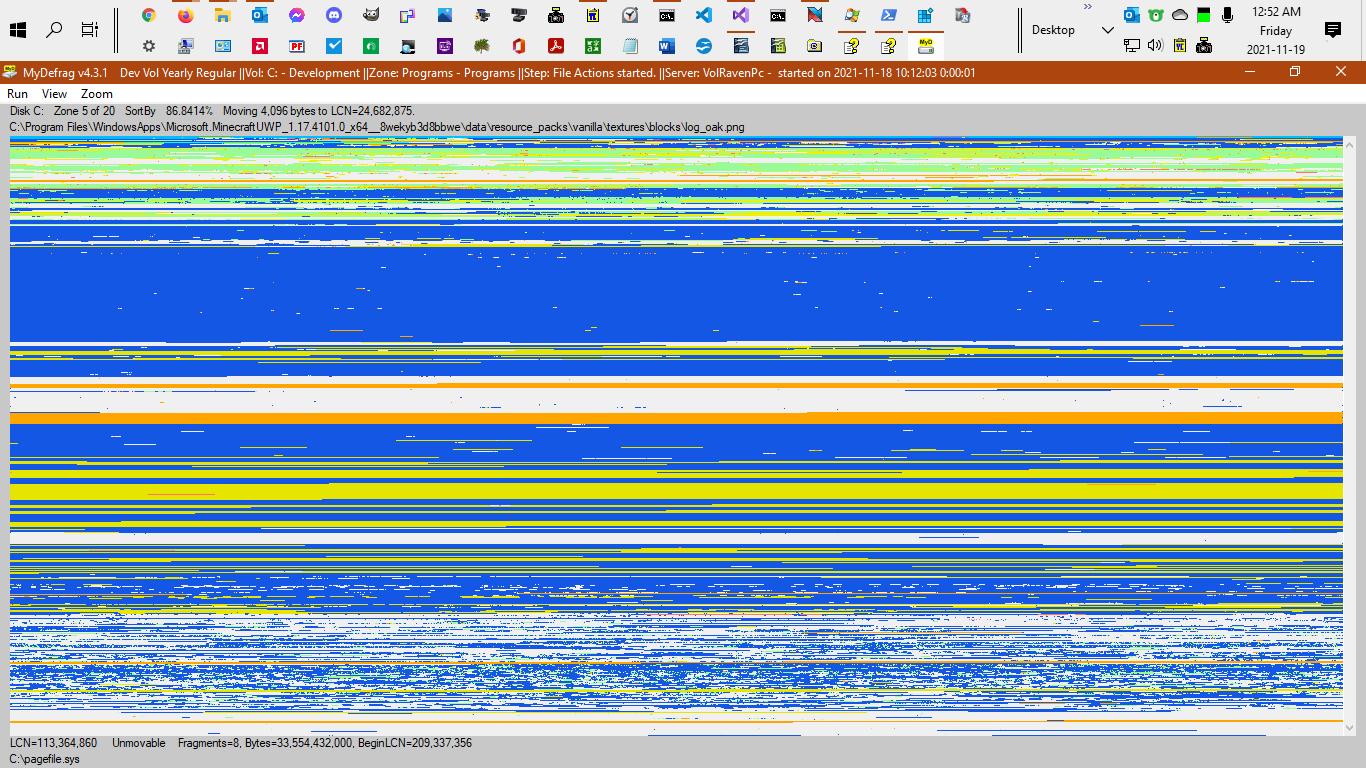 12:52 AM
Desktop
Friday
2021-11-19
MyDefrag v4.3.1 Dev Vol Yearly Regular ||Vol: C: - Development ||Zone: Programs - Programs ||Step: File Actions started. ||Server: VolRavenPc - started on 2021-11-18 10:12:03 0:00:01
Run View Zoom
Disk C: Zone 5 of 20 SortBy 86.8414% Moving 4,096 bytes to LCN=24,682,875.
C:\Program Files\WindowsApps\Microsoft.MinecraftUWP_1.17.4101.0_x64__8wekyb3d8bbwe\data\resource_packs\vanilla\textures\blocks\log_oak.png
LCN=113,364,860 Unmovable Fragments=8, Bytes=33,554,432,000, BeginLCN=209,337,356
C:\pagefile.sys